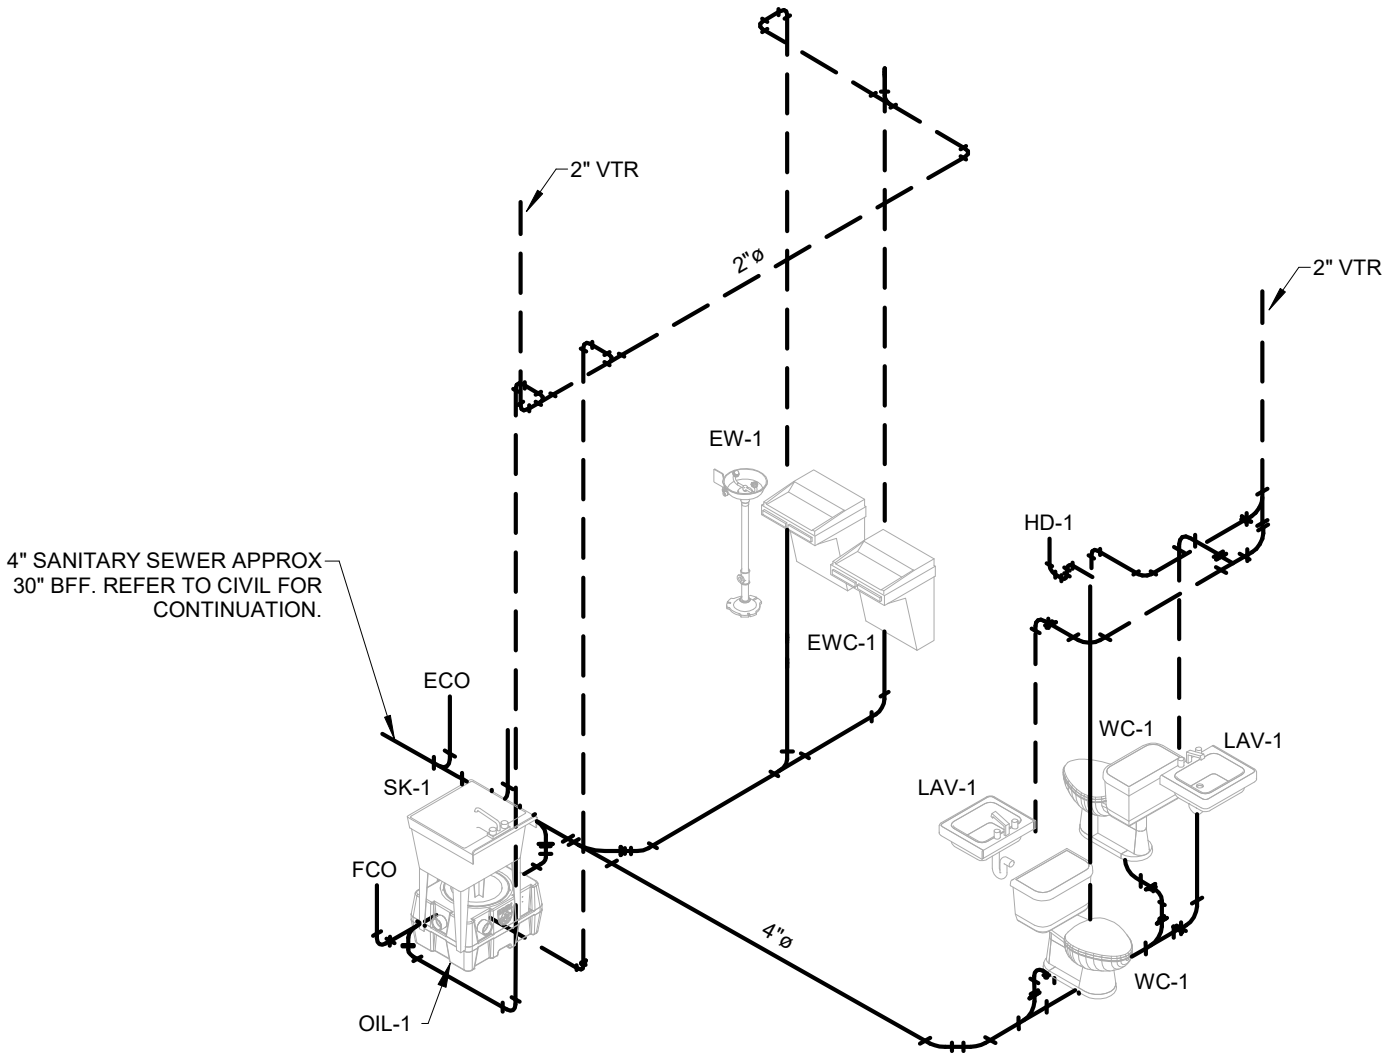 2" VTR
2"ø
2" VTR
EW-1
HD-1
4" SANITARY SEWER APPROX
30" BFF. REFER TO CIVIL FOR
CONTINUATION.
EWC-1
ECO
WC-1
LAV-1
SK-1
LAV-1
FCO
4"ø
WC-1
OIL-1